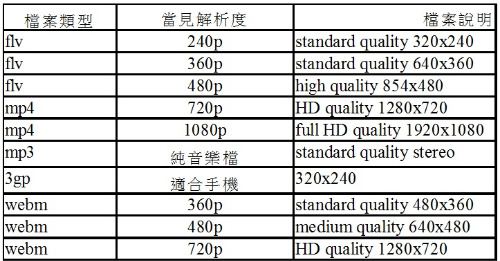 檔案類型 當見解析度 檔案說明
flv 240p standard quality 320x240
flv 360p standard quality 640x360
flv 480p high quality 854x480
mp4 720p HD quality 1280x720
mp4 1080p full HD quality 1920x1080
mp3 純音樂檔 standard quality stereo
3gp 適合手機 320x240
webm 360p standard quality 480x360
webm 480p medium quality 640x480
webm 720p HD quality 1280x720